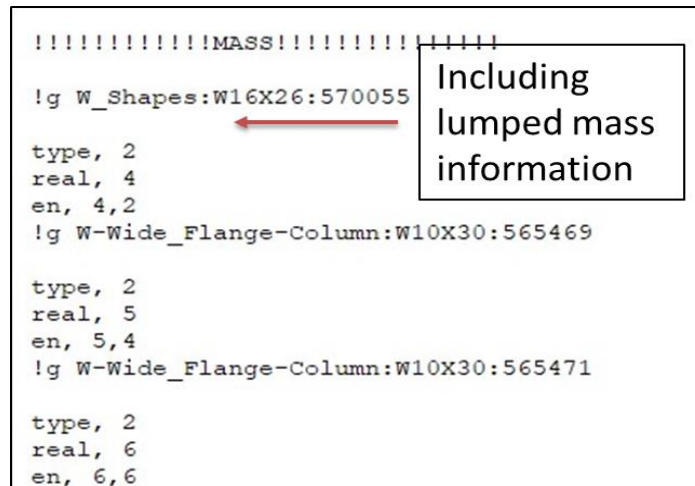 !!!!!!!!!!!!MASS!!!!!!!!!!!!!!!
!g W_Shapes:W16X26:570055
Including
lumped mass
information
type, 2
real, 4
en, 4,2
!g W-Wide_Flange-Column:W10X30:565469
type, 2
real, 5
en, 5,4
!g W-Wide_Flange-Column:W10X30:565471
type, 2
real, 6
en, 6,6